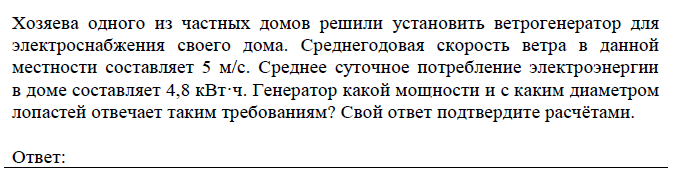 Хозяева одного из частных домов решили установить ветрогенератор для
электроснабжения своего дома. Среднегодовая скорость ветра в данной
местности составляет 5 м/с. Среднее суточное потребление электроэнергии
в доме составляет 4,8 кВт·ч. Генератор какой мощности и с каким диаметром
лопастей отвечает таким требованиям? Свой ответ подтвердите расчётами.
Ответ: